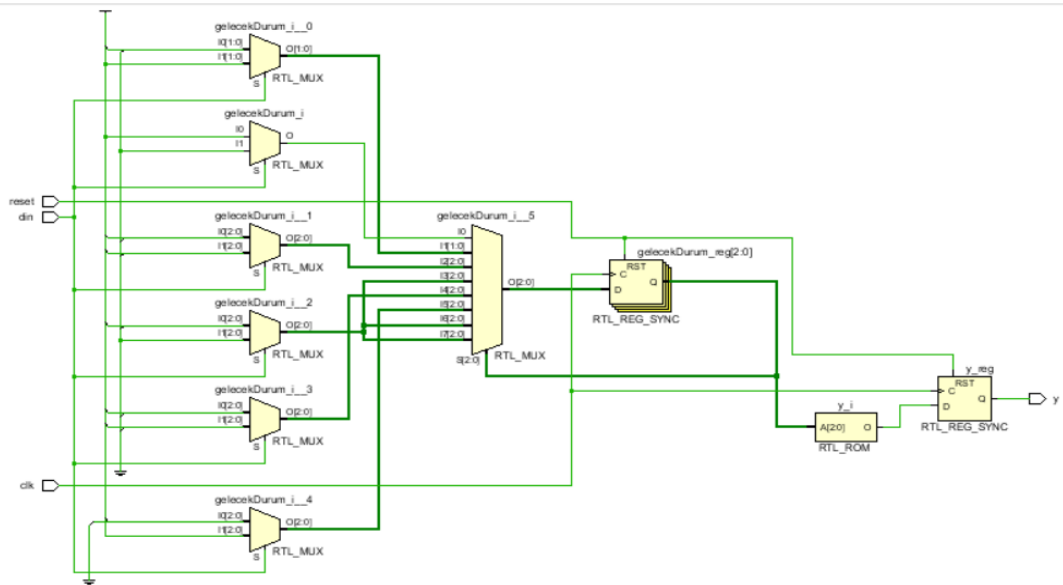 gelecekDurum_i__0
I0[1:0]
I1[1:0]
O[1:0]
S
RTL_MUX
gelecekDurum_i
I0
I1
O
S
RTL_MUX
reset
din
gelecekDurum_i__1
I0[2:0]
I1[2:0]
O[2:0]
S
RTL_MUX
gelecekDurum_i__2
I0[2:0]
I1[2:0]
O[2:0]
S
RTL_MUX
gelecekDurum_i__3
I0[2:0]
I1[2:0]
O[2:0]
S
RTL_MUX
clk
gelecekDurum_i__4
I0[2:0]
I1[2:0]
O[2:0]
S
RTL_MUX
gelecekDurum_i__5
I0
I1[1:0]
I2[2:0]
I3[2:0]
I4[2:0]
I5[2:0]
I6[2:0]
I7[2:0]
O[2:0]
S[2:0]
RTL_MUX
gelecekDurum_reg[2:0]
RST
C
D
Q
RTL_REG_SYNC
y_i
A[2:0]
O
RTL_ROM
y_reg
RST
C
D
Q
RTL_REG_SYNC
y